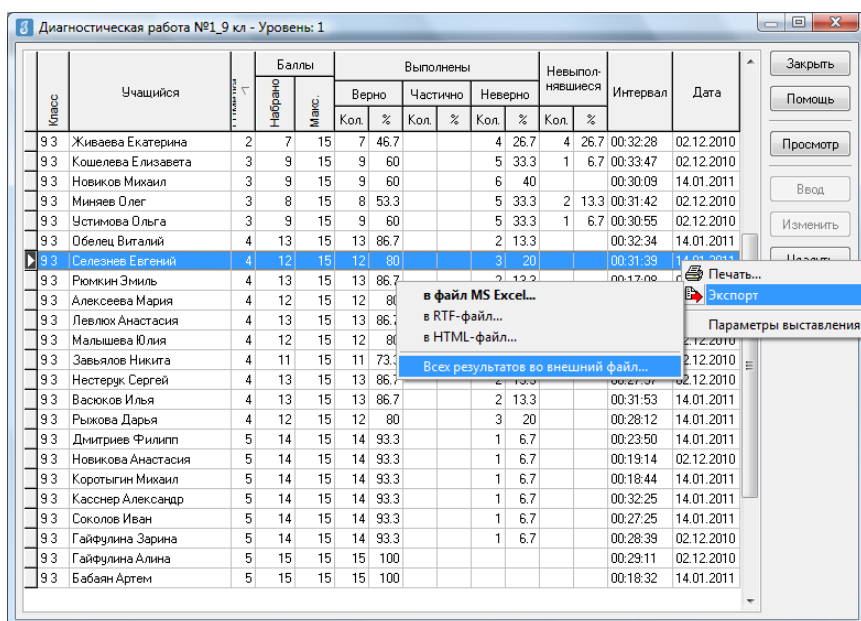 Диагностическая работа №1_9 кл - Уровень: 1
Класс Учащийся Баллы Выполнены Невыпол-нявшиеся Интервал Дата
Набрано Макс. Верно Частично Неверно
Кол. % Кол. % Кол. % Кол. %
9 3 Живаева Екатерина 2 7 15 7 46.7 4 26.7 4 26.7 00:32:28 02.12.2010
9 3 Кошелева Елизавета 3 9 15 9 60 5 33.3 1 6.7 00:33:47 02.12.2010
9 3 Новиков Михаил 3 9 15 9 60 6 40 00:30:09 14.01.2011
9 3 Миняев Олег 3 8 15 8 53.3 5 33.3 2 13.3 00:31:42 02.12.2010
9 3 Устимова Ольга 3 9 15 9 60 5 33.3 1 6.7 00:30:55 02.12.2010
9 3 Обелец Виталий 4 13 15 13 86.7 2 13.3 00:32:34 14.01.2011
9 3 Селезнев Евгений 4 12 15 12 80 3 20 00:31:39 14.01.2011
9 3 Рюмкин Эмиль 4 13 15 13 86.7 2 13.3
9 3 Алексеева Мария 4 12 15 12
9 3 Левлюх Анастасия 4 13 15 13
9 3 Малышева Юлия 4 12 15 12
9 3 Завьялов Никита 4 11 15 11
9 3 Нестерук Сергей 4 13 15 13 2 13.3 00:27:37 02.12.2010
9 3 Васюков Илья 4 13 15 13 86.7 2 13.3 00:31:53 14.01.2011
9 3 Рыжова Дарья 4 12 15 12 80 3 20 00:28:12 14.01.2011
9 3 Дмитриев Филипп 5 14 15 14 93.3 1 6.7 00:23:50 14.01.2011
9 3 Новикова Анастасия 5 14 15 14 93.3 1 6.7 00:19:14 02.12.2010
9 3 Коротыгин Михаил 5 14 15 14 93.3 1 6.7 00:18:44 14.01.2011
9 3 Касснер Александр 5 14 15 14 93.3 1 6.7 00:32:25 14.01.2011
9 3 Соколов Иван 5 14 15 14 93.3 1 6.7 00:27:25 14.01.2011
9 3 Гайфулина Зарина 5 14 15 14 93.3 1 6.7 00:28:39 02.12.2010
9 3 Гайфулина Алина 5 15 15 15 100 00:29:11 02.12.2010
9 3 Бабаян Артем 5 15 15 15 100 00:18:32 14.01.2011
Закрыть
Помощь
Просмотр
Ввод
Изменить
Печать...
Экспорт
Параметры выставления
в файл MS Excel...
в RTF-файл...
в HTML-файл...
Всех результатов во внешний файл...